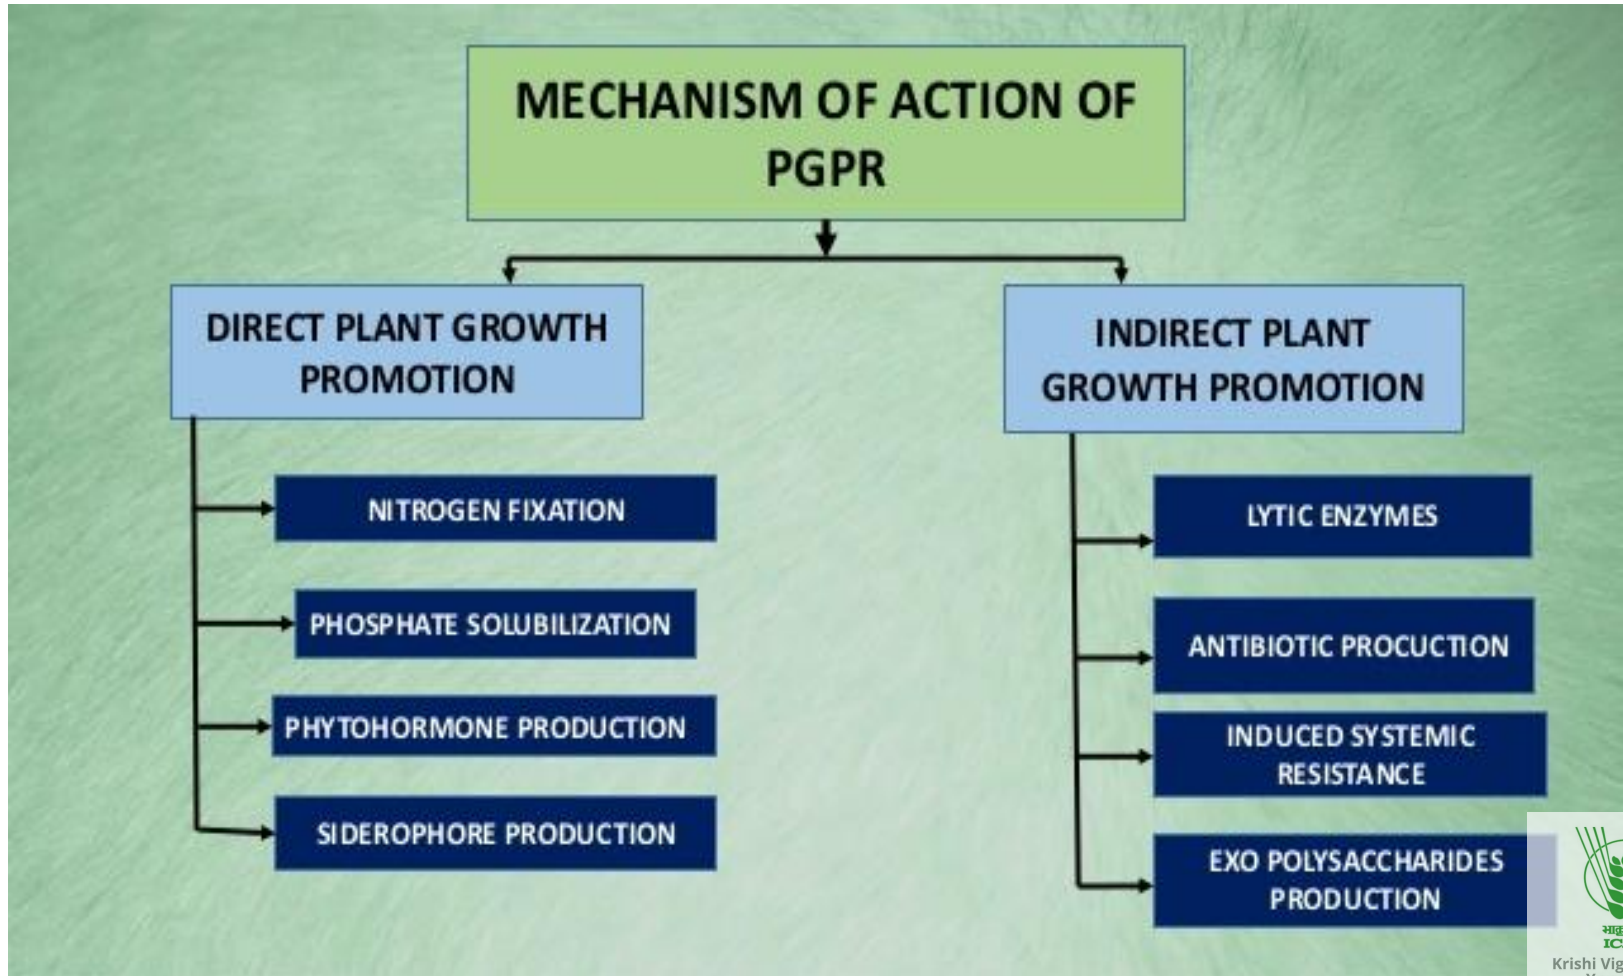 MECHANISM OF ACTION OF
PGPR
DIRECT PLANT GROWTH
PROMOTION
NITROGEN FIXATION
PHOSPHATE SOLUBILIZATION
PHYTOHORMONE PRODUCTION
SIDEROPHORE PRODUCTION
INDIRECT PLANT
GROWTH PROMOTION
LYTIC ENZYMES
ANTIBIOTIC PROCUCTION
INDUCED SYSTEMIC
RESISTANCE
EXO POLYSACCHARIDES
PRODUCTION
Krishi